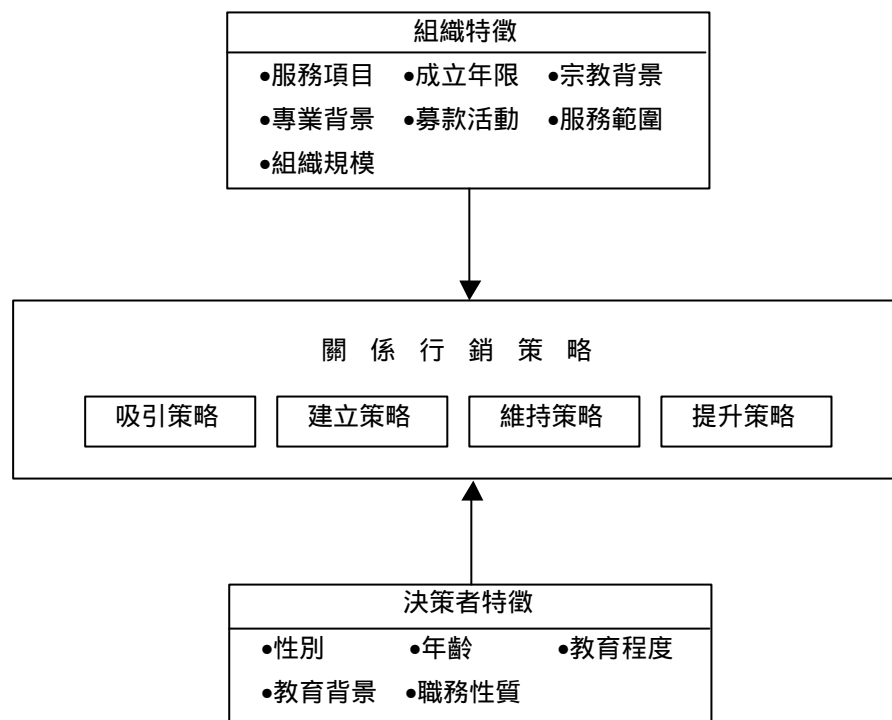 組織特徵
•服務項目 •成立年限 •宗教背景
•專業背景 •募款活動 •服務範圍
•組織規模
關係行銷策略
吸引策略 建立策略 維持策略 提升策略
決策者特徵
•性別 •年齡 •教育程度
•教育背景 •職務性質